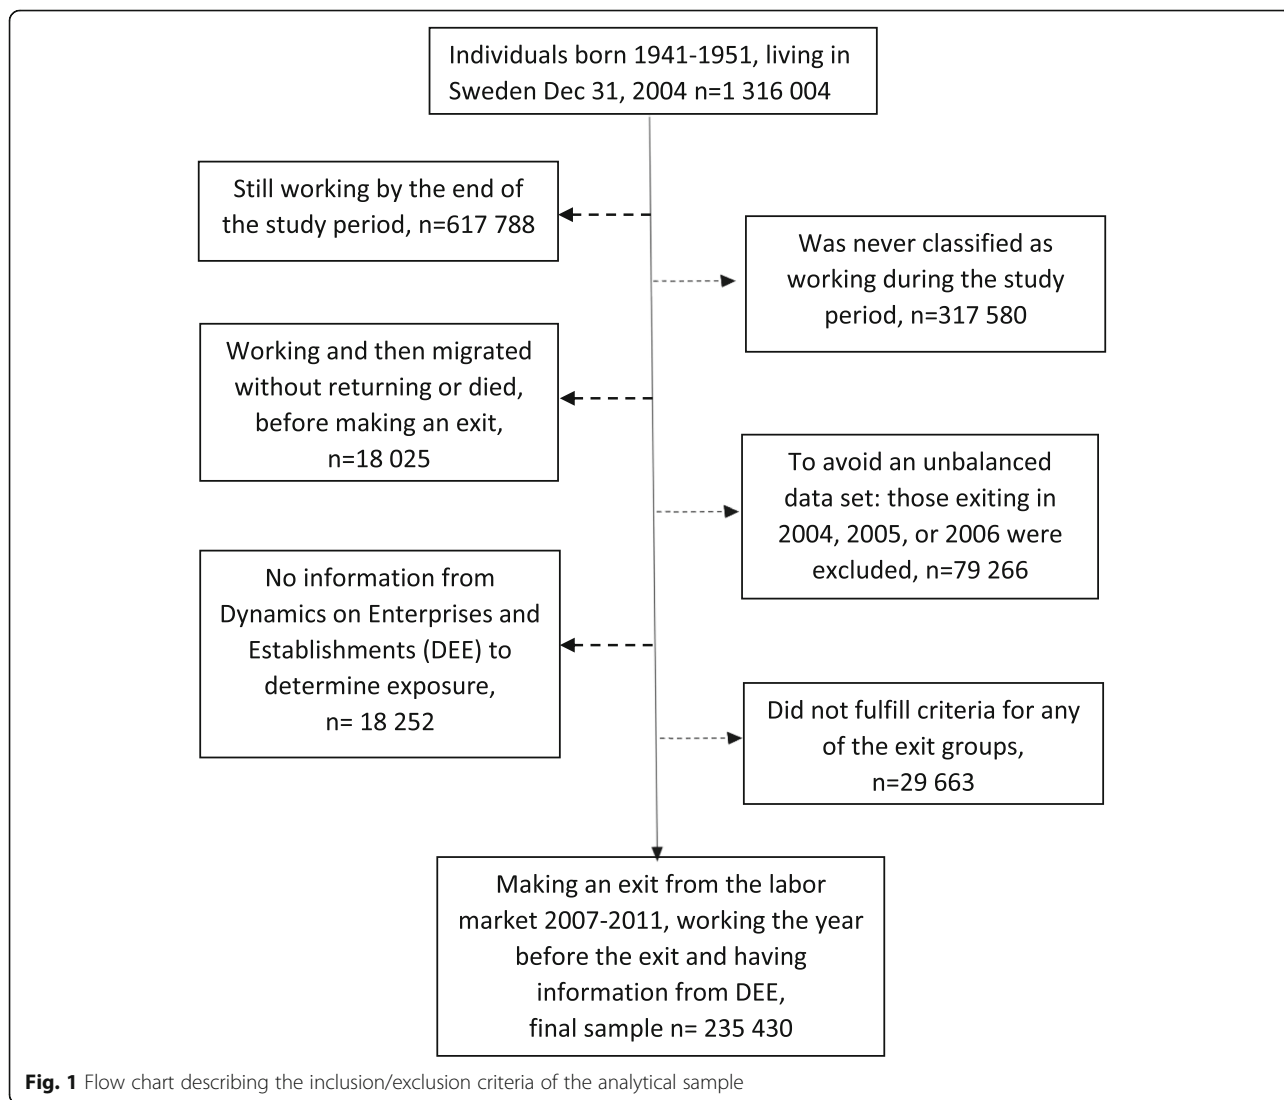 Individuals born 1941-1951, living in
Sweden Dec 31, 2004 n=1 316 004
Still working by the end of
the study period, n=617 788
Was never classified as
working during the study
period, n=317 580
Working and then migrated
without returning or died,
before making an exit,
n=18 025
To avoid an unbalanced
data set: those exiting in
2004, 2005, or 2006 were
excluded, n=79 266
No information from
Dynamics on Enterprises and
Establishments (DEE) to
determine exposure,
n= 18 252
Did not fulfill criteria for any
of the exit groups,
n=29 663
Making an exit from the labor
market 2007-2011, working the year
before the exit and having
information from DEE,
final sample n= 235 430
Fig. 1 Flow chart describing the inclusion/exclusion criteria of the analytical sample